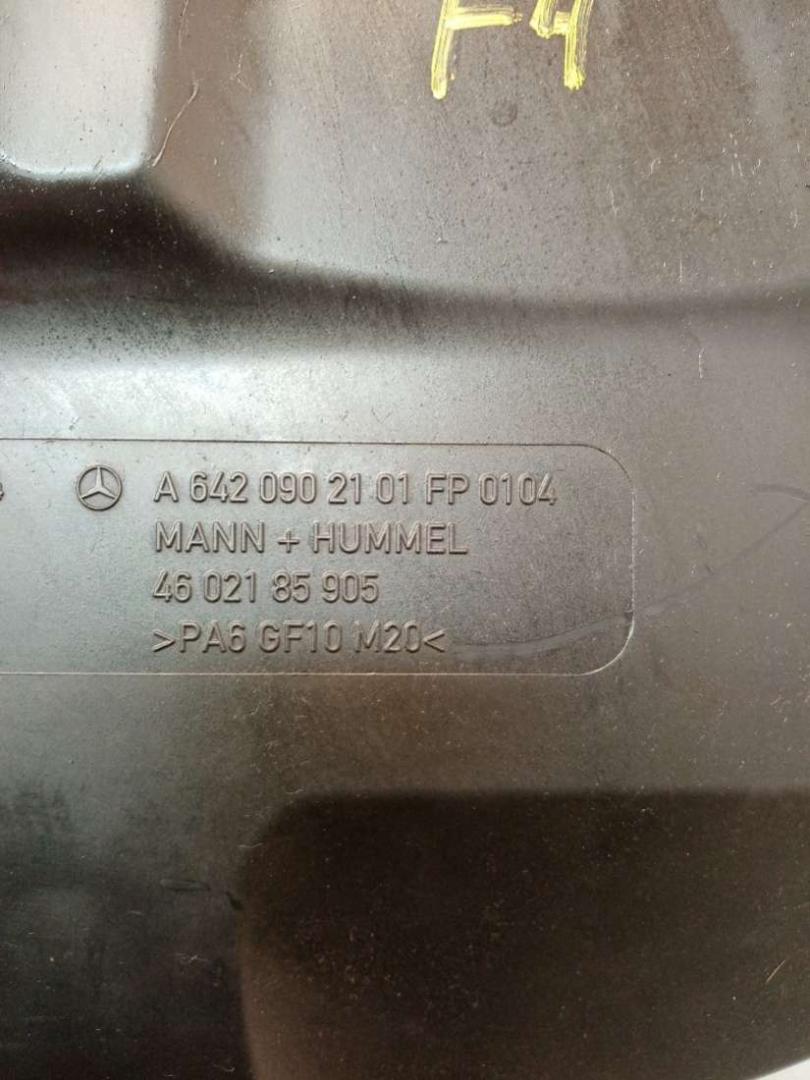 F4
A 642 090 21 01 FP 0104
MANN + HUMMEL
46 021 85 905
>PA6 GF10 M20<